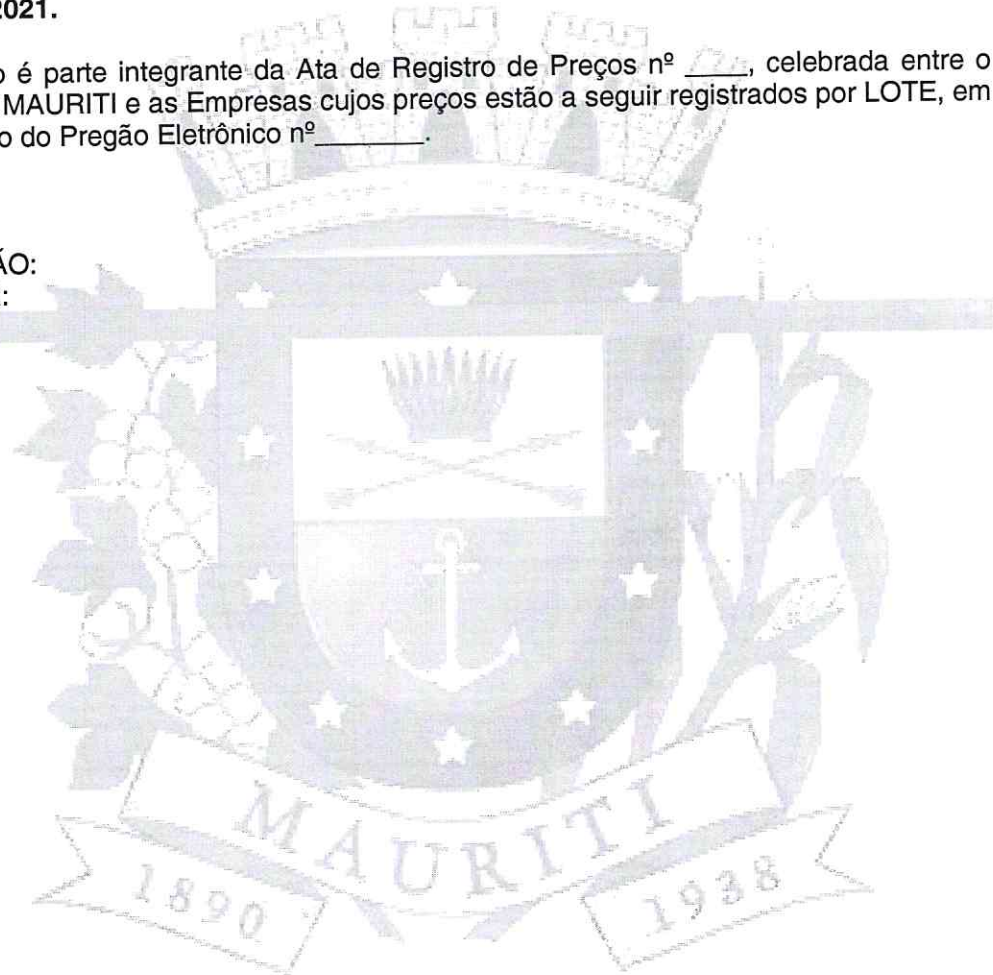 2021.
o é parte integrante da Ata de Registro de Preços nº ____, celebrada entre o
MAURITI e as Empresas cujos preços estão a seguir registrados por LOTE, em
o do Pregão Eletrônico nº________.
ÃO:
:
MAURITI
1890
1938